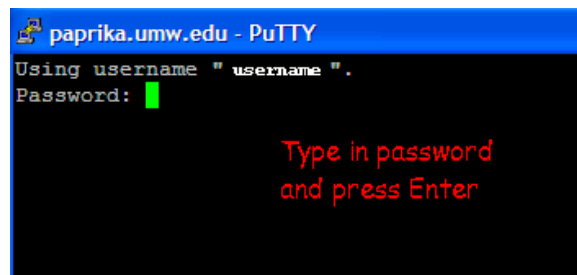 paprika.umw.edu - PuTTY
Using username " username ".
Password:
Type in password
and press Enter